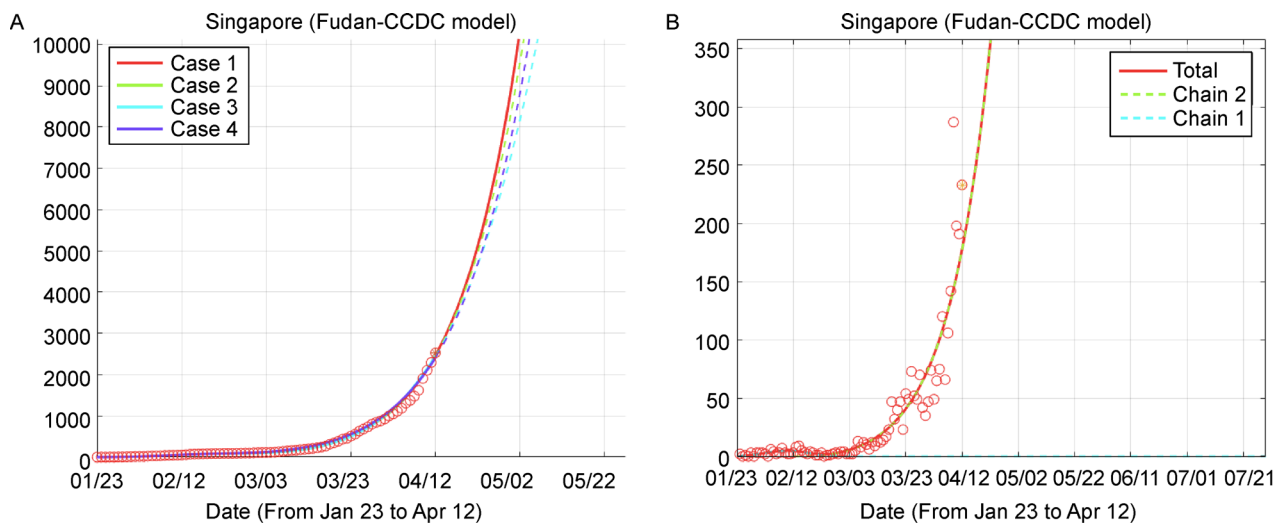 A
Singapore (Fudan-CCDC model)
10000
9000
8000
7000
6000
5000
4000
3000
2000
1000
0
Case 1
Case 2
Case 3
Case 4
01/23 02/12 03/03 03/23 04/12 05/02 05/22
Date (From Jan 23 to Apr 12)
B
Singapore (Fudan-CCDC model)
350
300
250
200
150
100
50
0
Total
Chain 2
Chain 1
01/23 02/12 03/03 03/23 04/12 05/02 05/22 06/11 07/01 07/21
Date (From Jan 23 to Apr 12)